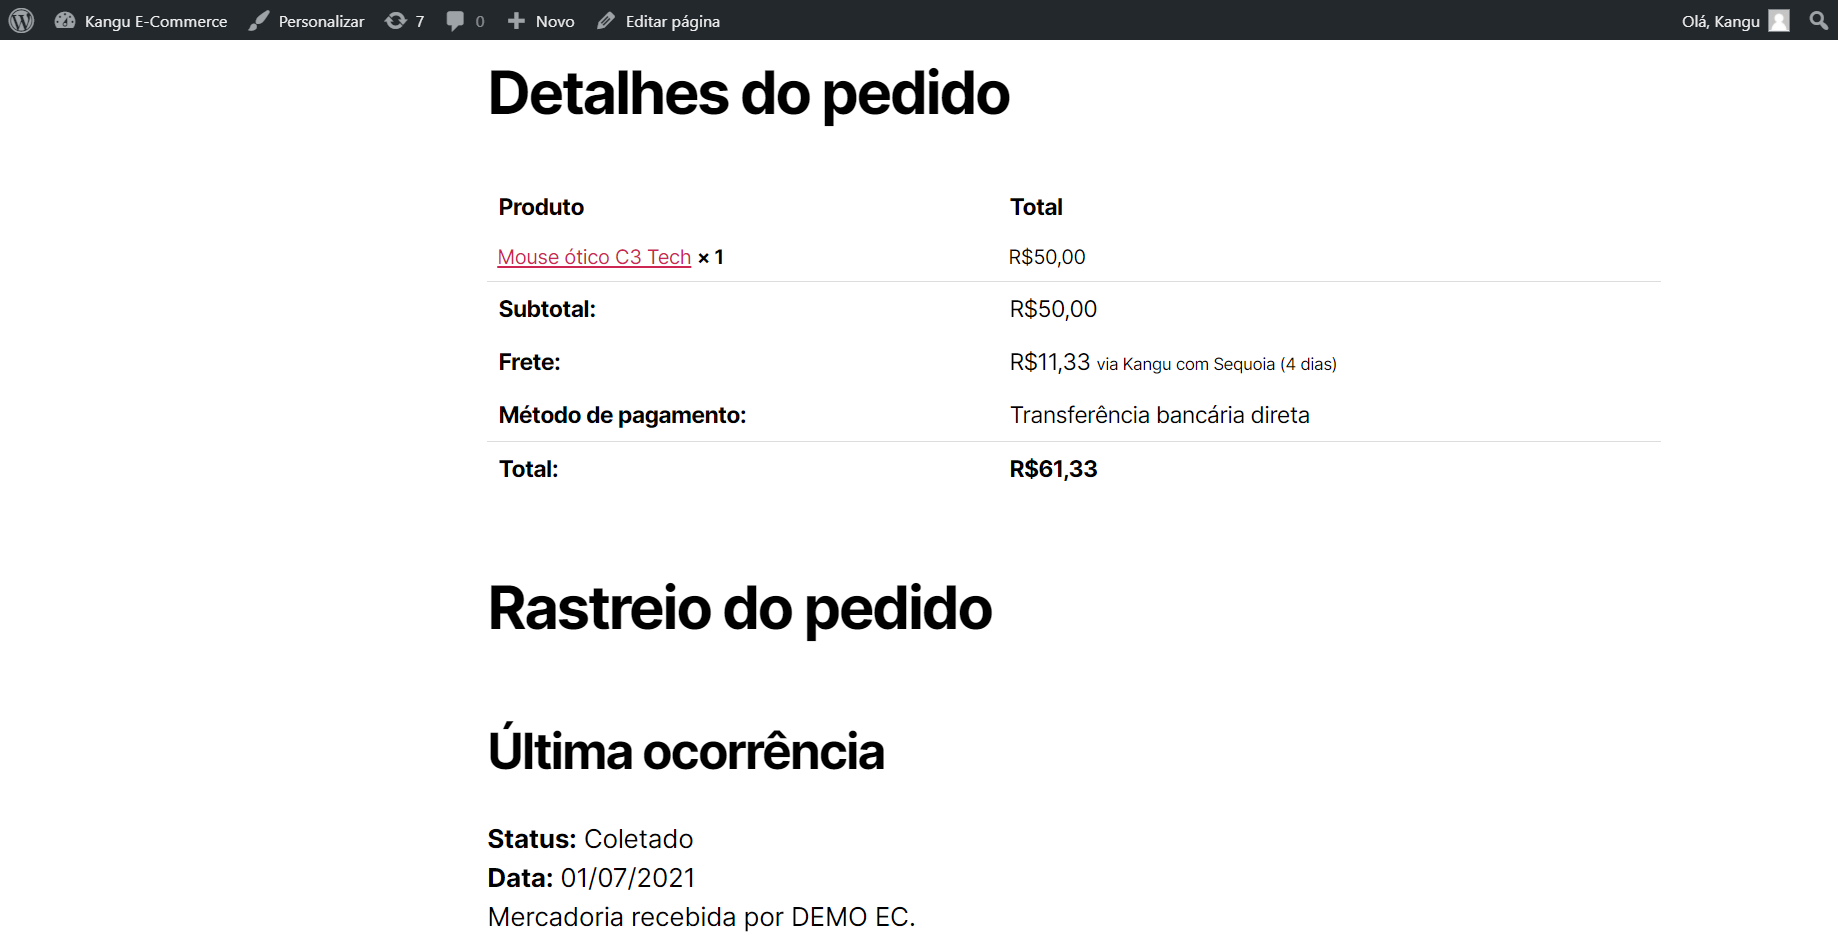 Kangu E-Commerce Personalizar 7 0 Novo Editar página Olá, Kangu
Detalhes do pedido
Produto Total
Mouse ótico C3 Tech × 1 R$50,00
Subtotal: R$50,00
Frete: R$11,33 via Kangu com Sequoia (4 dias)
Método de pagamento: Transferência bancária direta
Total: R$61,33
Rastreio do pedido
Última ocorrência
Status: Coletado
Data: 01/07/2021
Mercadoria recebida por DEMO EC.